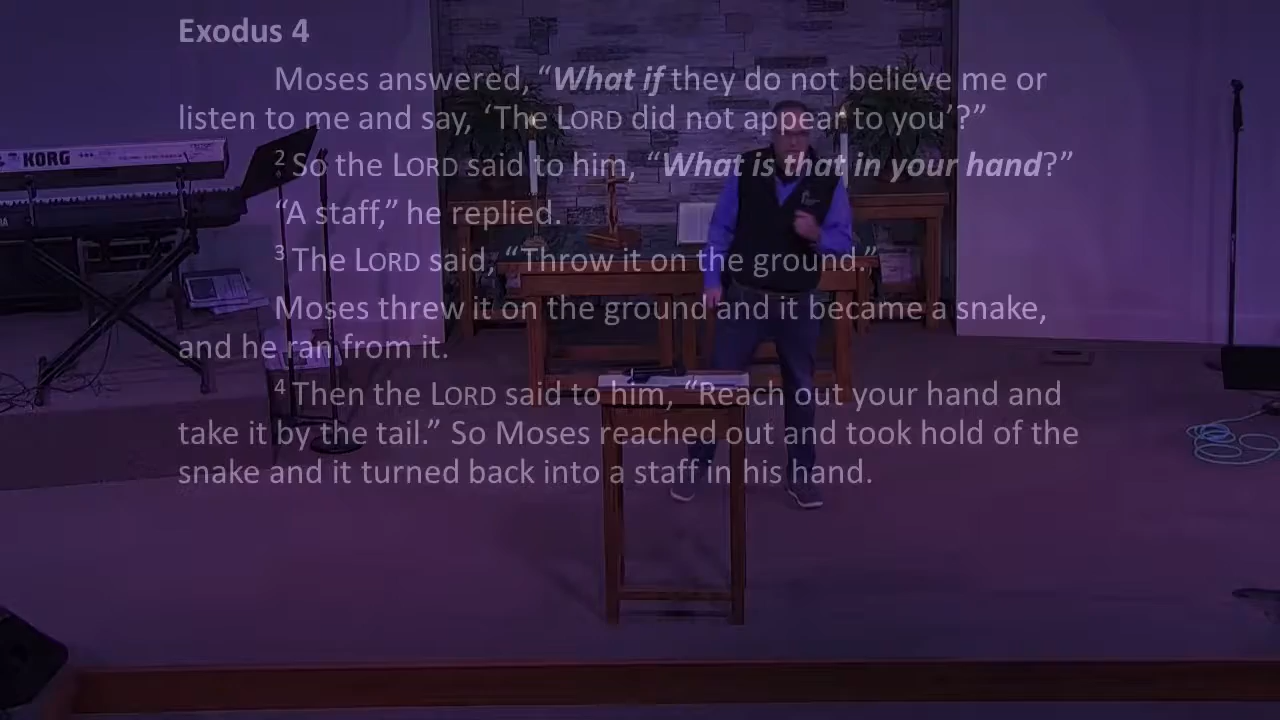 Exodus 4
Moses answered, “What if they do not believe me or
listen to me and say, ‘The LORD did not appear to you’?”
2 So the LORD said to him, “What is that in your hand?”
“A staff,” he replied.
3 The LORD said, “Throw it on the ground.”
Moses threw it on the ground and it became a snake,
and he ran from it.
4 Then the LORD said to him, “Reach out your hand and
take it by the tail.” So Moses reached out and took hold of the
snake and it turned back into a staff in his hand.
KORG